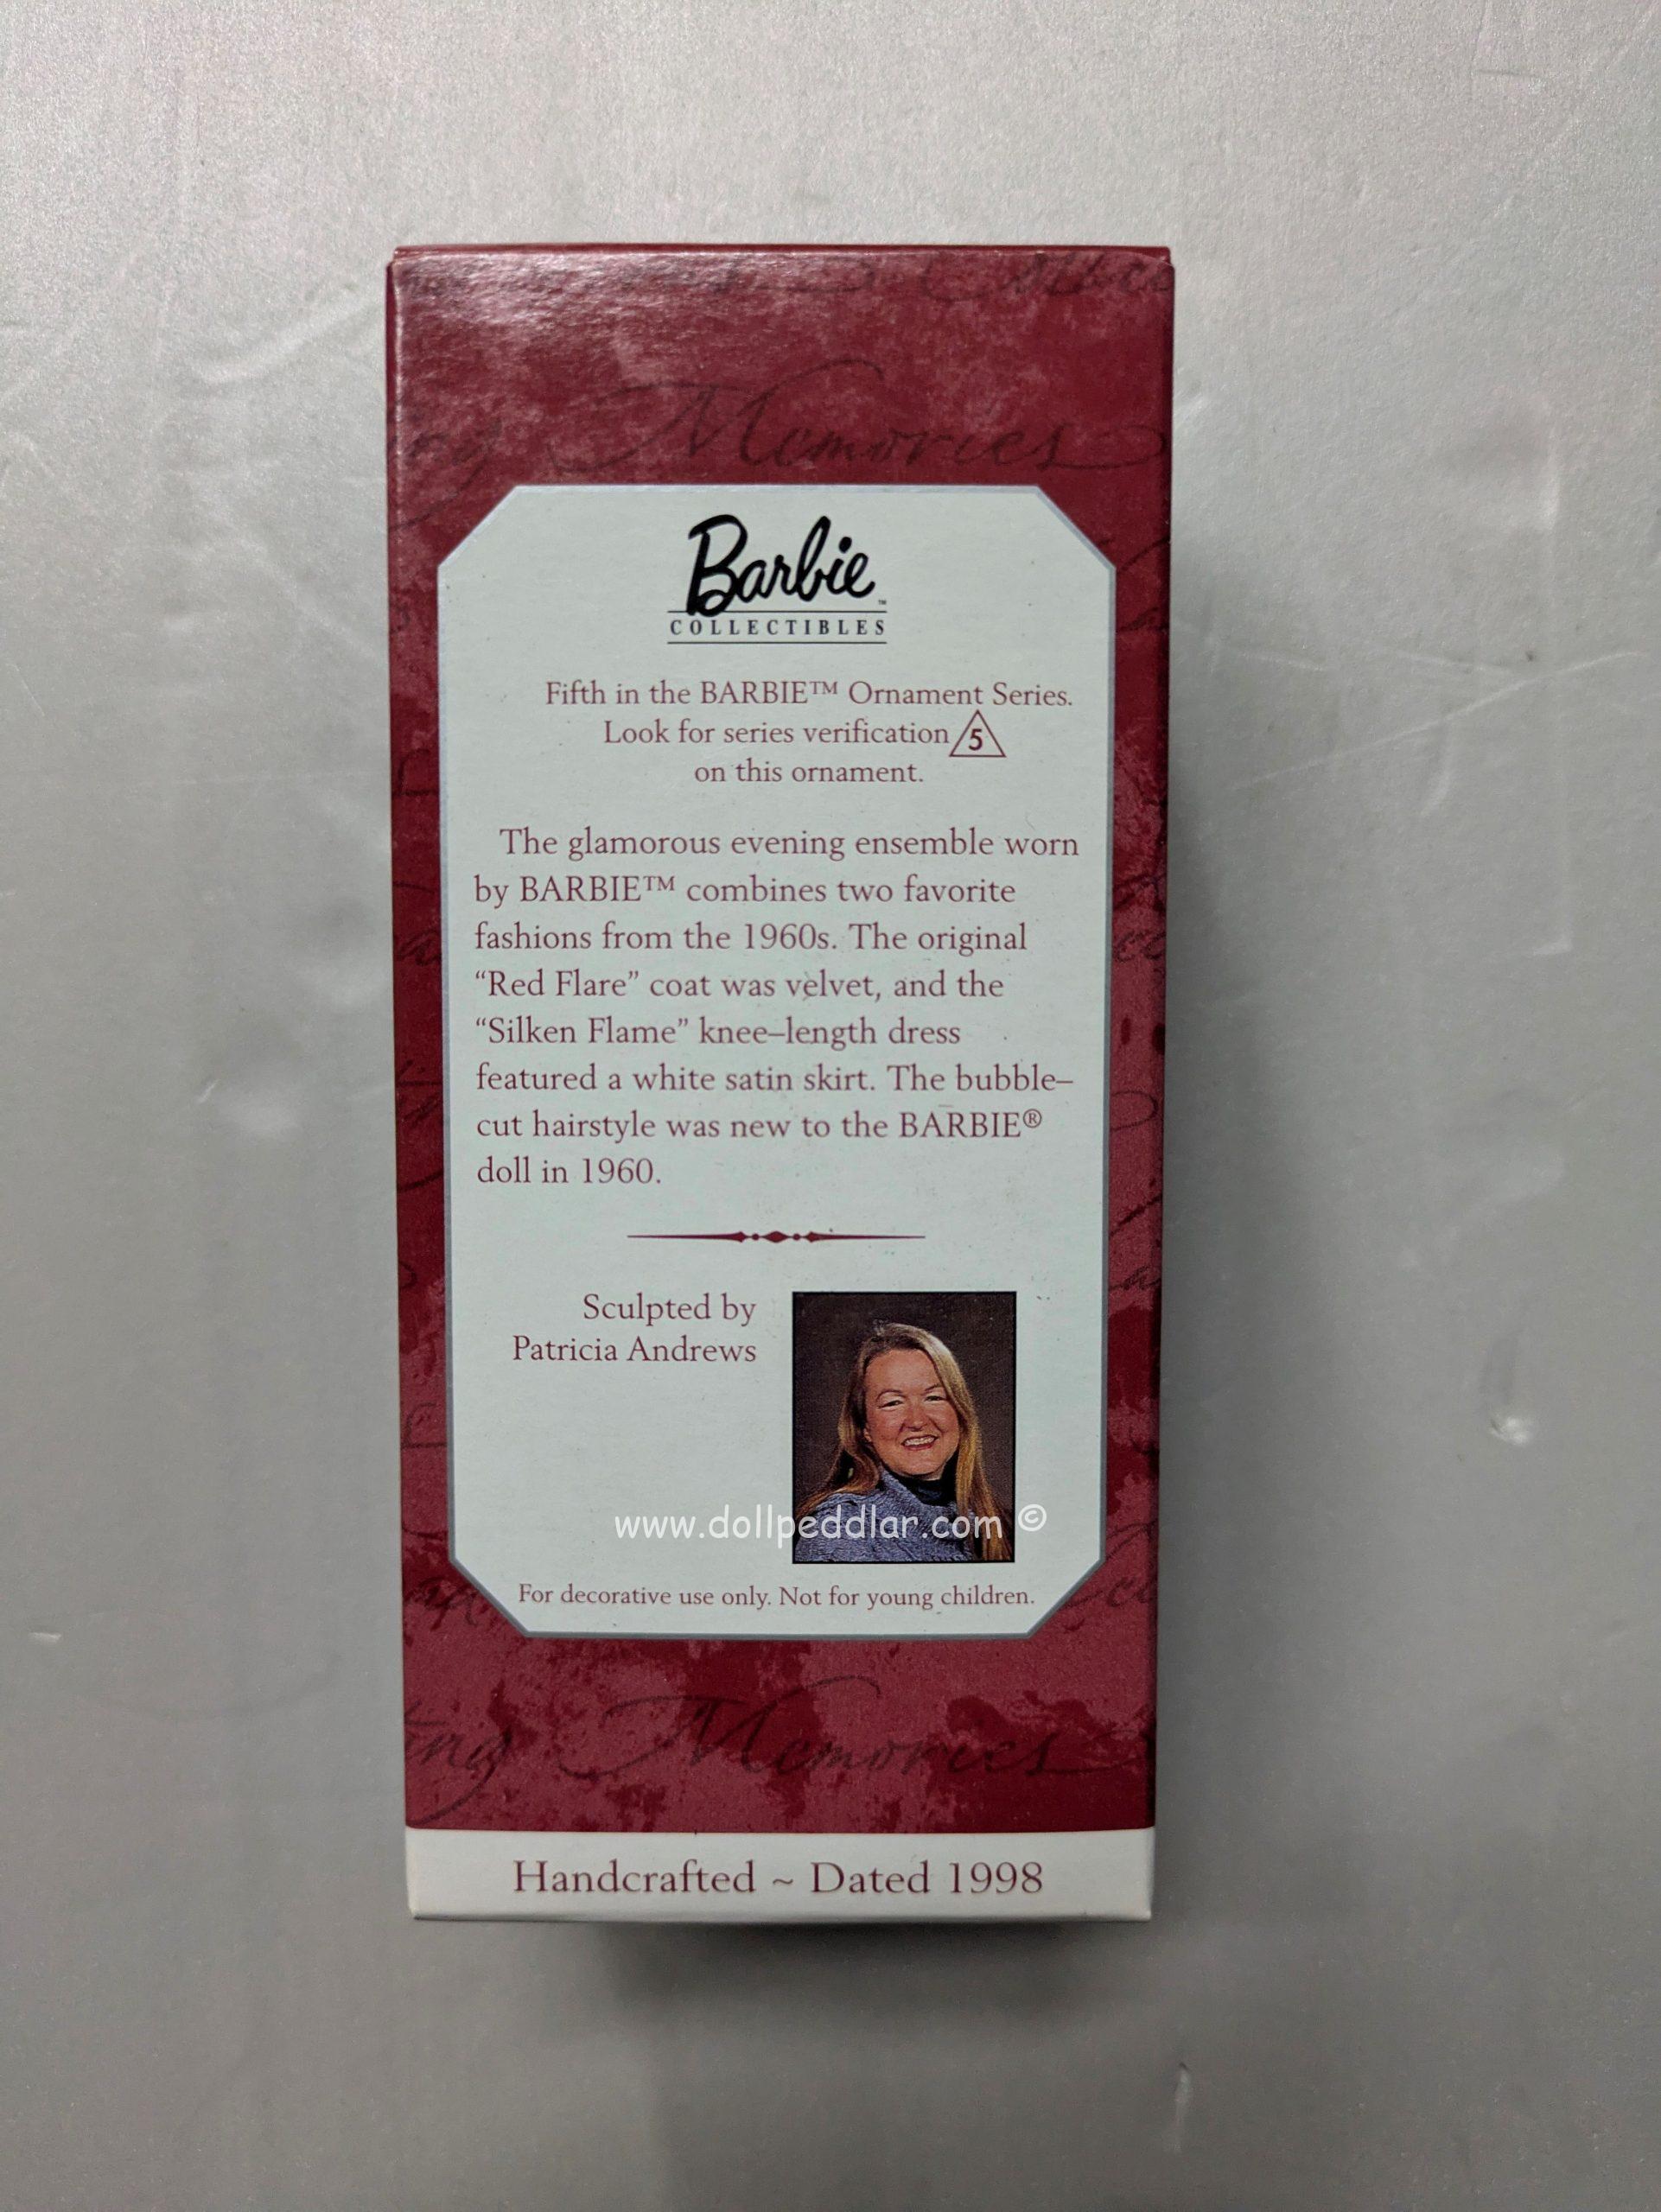 Memories
Barbie™
COLLECTIBLES
Fifth in the BARBIE™ Ornament Series.
Look for series verification 5
on this ornament.
The glamorous evening ensemble worn
by BARBIE™ combines two favorite
fashions from the 1960s. The original
“Red Flare” coat was velvet, and the
“Silken Flame” knee–length dress
featured a white satin skirt. The bubble–
cut hairstyle was new to the BARBIE®
doll in 1960.
Sculpted by
Patricia Andrews
www.dollpeddlar.com ©
For decorative use only. Not for young children.
Memories
Handcrafted ~ Dated 1998